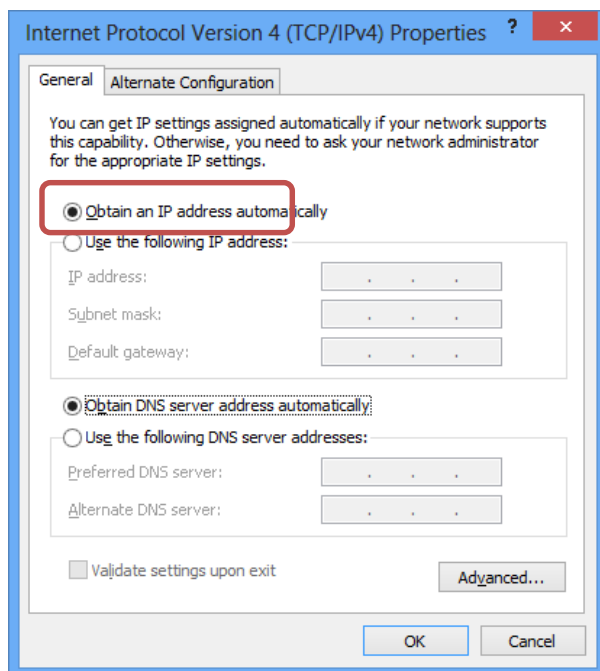 Internet Protocol Version 4 (TCP/IPv4) Properties ?
General Alternate Configuration
You can get IP settings assigned automatically if your network supports
this capability. Otherwise, you need to ask your network administrator
for the appropriate IP settings.
Obtain an IP address automatically
Use the following IP address:
IP address: . . .
Subnet mask: . . .
Default gateway: . . .
Obtain DNS server address automatically
Use the following DNS server addresses:
Preferred DNS server: . . .
Alternate DNS server: . . .
Validate settings upon exit
Advanced...
OK Cancel